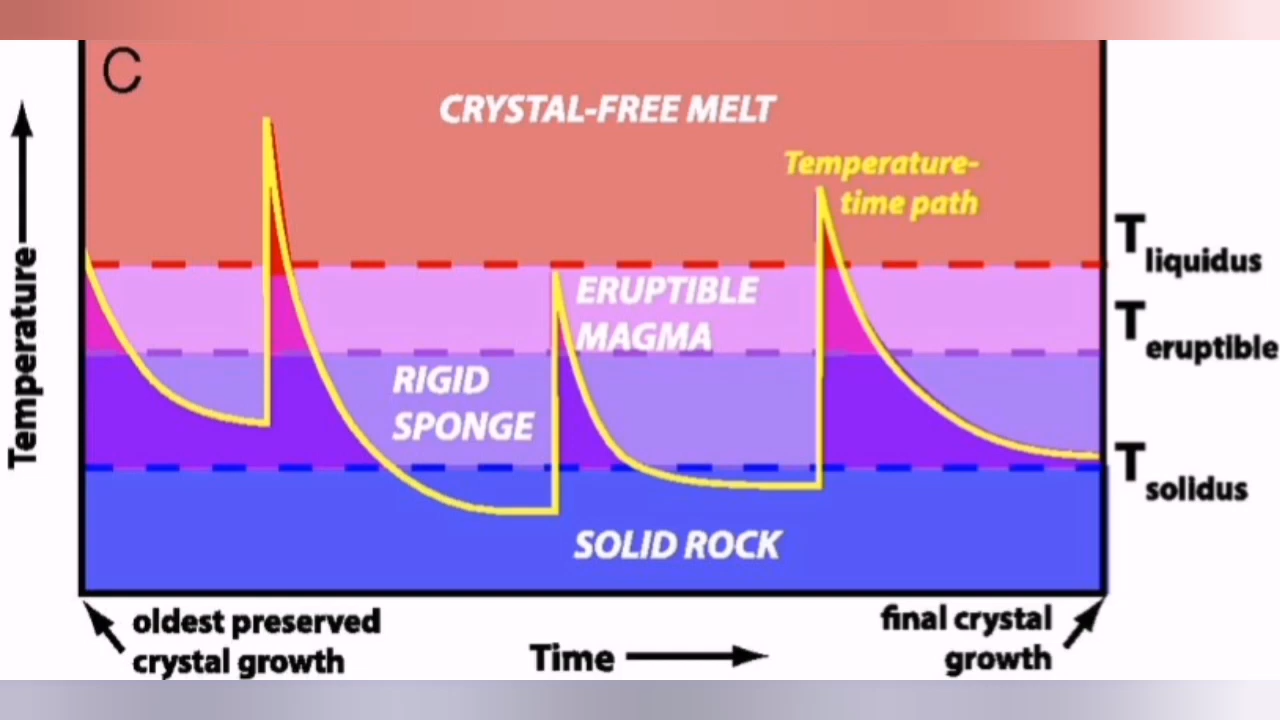 C
CRYSTAL-FREE MELT
Temperature-
time path
Temperature
T liquidus
ERUPTIBLE
MAGMA
T eruptible
RIGID
SPONGE
T solidus
SOLID ROCK
oldest preserved
crystal growth
Time
final crystal
growth